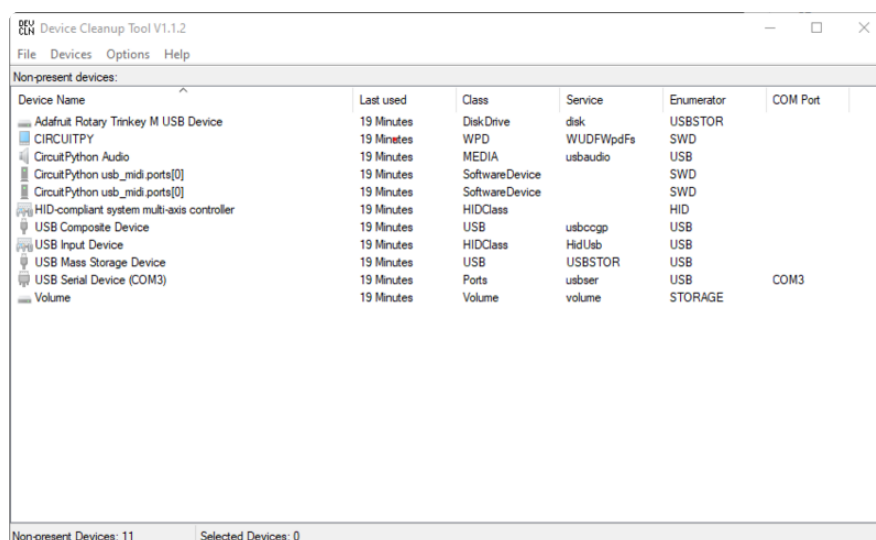 DEV CLN Device Cleanup Tool V1.1.2
File Devices Options Help
Non-present devices:
Device Name Last used Class Service Enumerator COM Port
Adafruit Rotary Trinkey M USB Device 19 Minutes DiskDrive disk USBSTOR
CIRCUITPY 19 Minutes WPD WUDFWpdFs SWD
CircuitPython Audio 19 Minutes MEDIA usbaudio USB
CircuitPython usb_midi.ports[0] 19 Minutes SoftwareDevice SWD
CircuitPython usb_midi.ports[0] 19 Minutes SoftwareDevice SWD
HID-compliant system multi-axis controller 19 Minutes HIDClass HID
USB Composite Device 19 Minutes USB usbccgp USB
USB Input Device 19 Minutes HIDClass HidUsb USB
USB Mass Storage Device 19 Minutes USB USBSTOR USB
USB Serial Device (COM3) 19 Minutes Ports usbser USB COM3
Volume 19 Minutes Volume volume STORAGE
Non-present Devices: 11 Selected Devices: 0